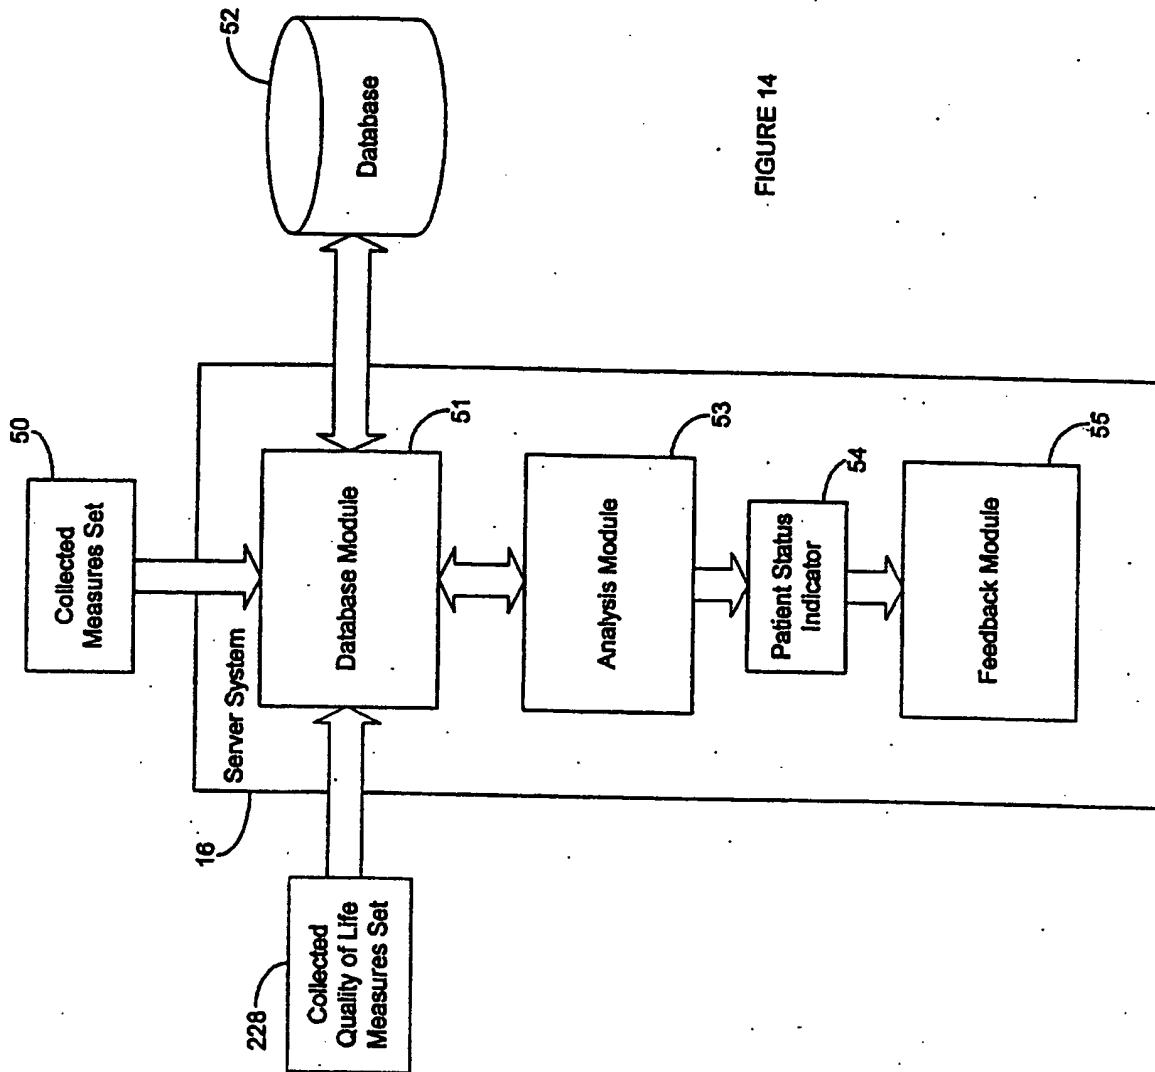 50
Collected
Measures Set
52
Database
Server System
16
228
Collected
Quality of Life
Measures Set
Database Module
51
Analysis Module
53
Patient Status
Indicator
54
Feedback Module
55
FIGURE 14